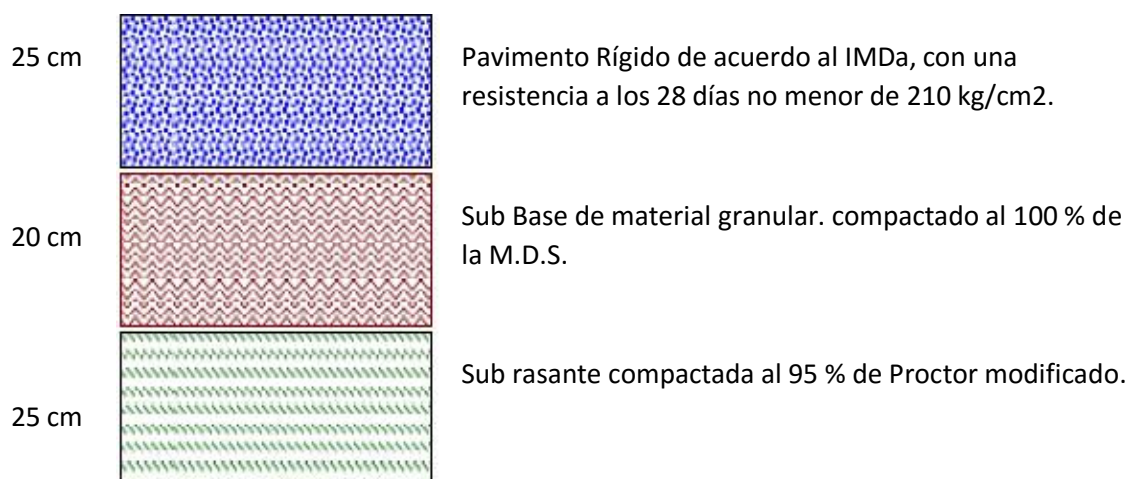 25 cm
Pavimento Rígido de acuerdo al IMDa, con una
resistencia a los 28 días no menor de 210 kg/cm2.
20 cm
Sub Base de material granular. compactado al 100 % de
la M.D.S.
Sub rasante compactada al 95 % de Proctor modificado.
25 cm